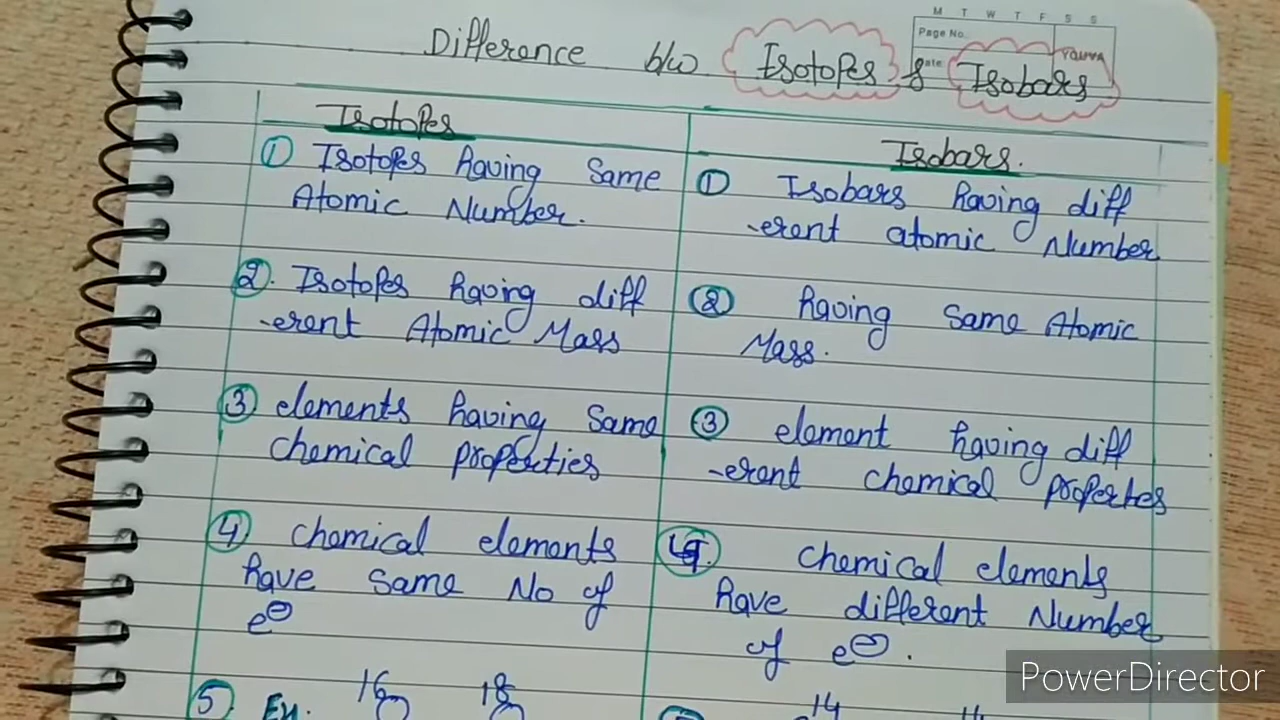 M T W T F S S
Page No.
Date
YOUVA
Difference b/w Isotopes & Isobars
Isotopes
① Isotopes having same
Atomic Number.
②. Isotopes having diff
-erent Atomic Mass
③ elements having same
chemical properties
④ chemical elements
have same No of
e⊖
⑤ Ex. 16 18
Isobars.
① Isobars having diff
-erent atomic Number
② having same Atomic
Mass.
③ element having diff
-erent chemical propertes
④. chemical elements
have different Number
of e⊖.
14
PowerDirector